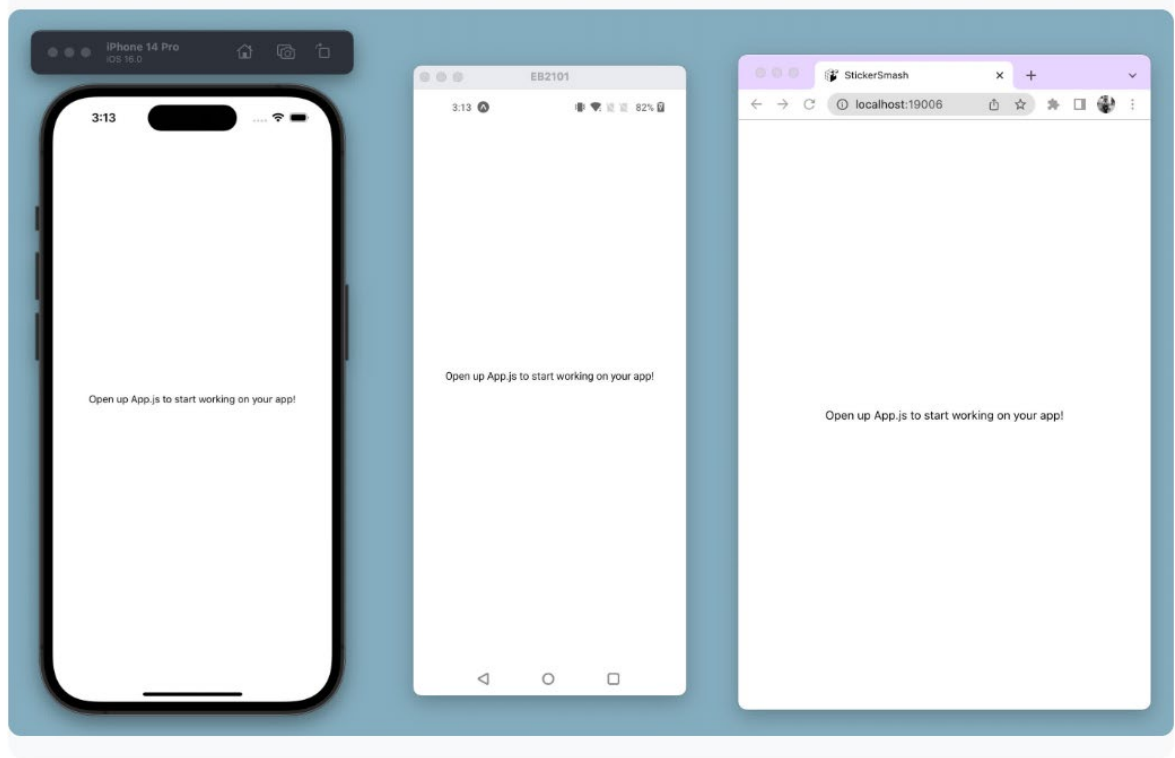 iPhone 14 Pro
iOS 16.0
3:13
Open up App.js to start working on your app!
EB2101
3:13 82%
Open up App.js to start working on your app!
StickerSmash
localhost:19006
Open up App.js to start working on your app!